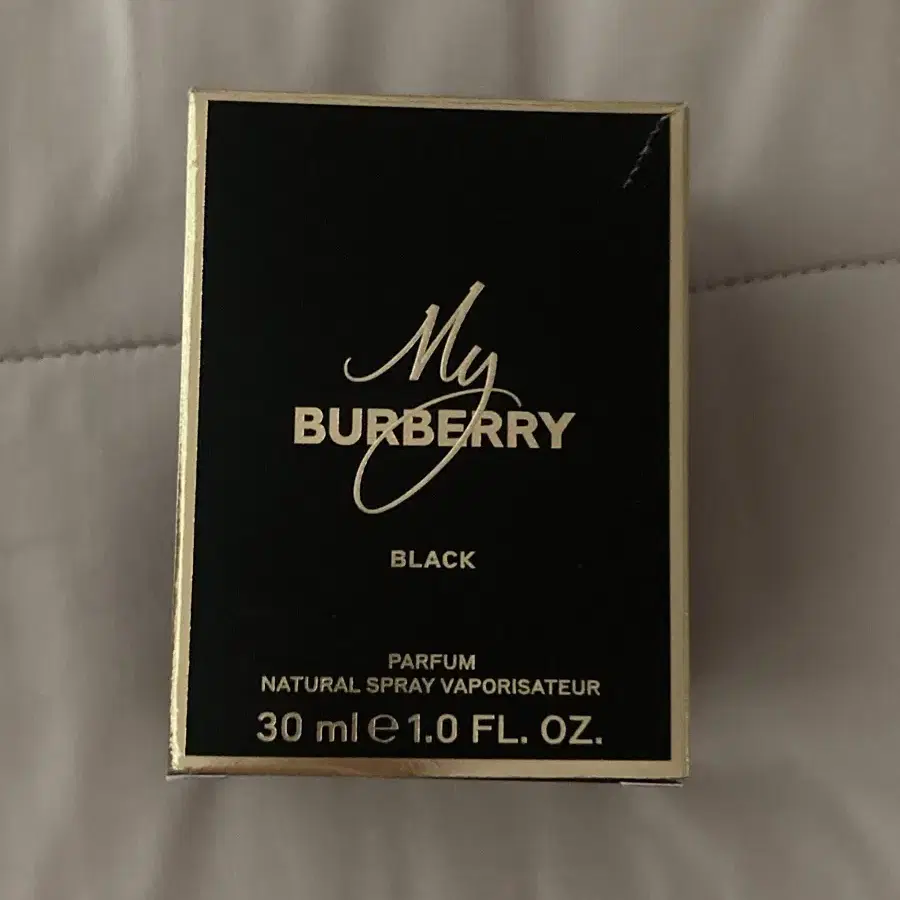 My
BURBERRY
BLACK
PARFUM
NATURAL SPRAY VAPORISATEUR
30 ml e 1.0 FL. OZ.